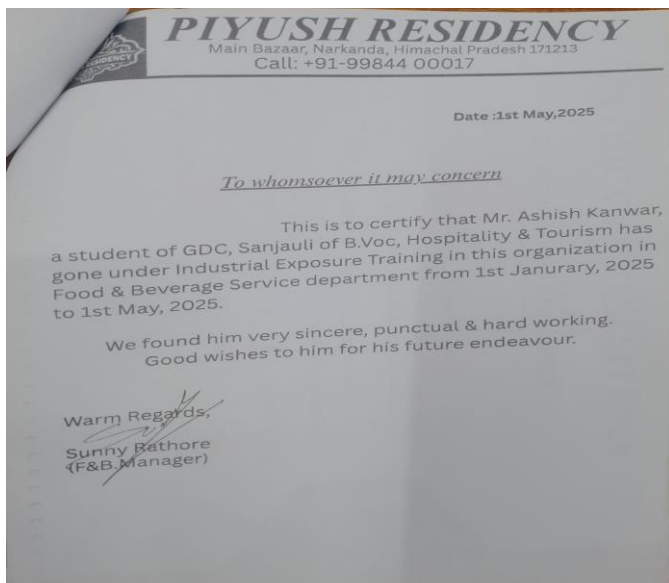 PIYUSH RESIDENCY
Main Bazaar, Narkanda, Himachal Pradesh 171213
Call: +91-99844 00017
RESIDENCY
Date :1st May,2025
To whomsoever it may concern
This is to certify that Mr. Ashish Kanwar,
a student of GDC, Sanjauli of B.Voc, Hospitality & Tourism has
gone under Industrial Exposure Training in this organization in
Food & Beverage Service department from 1st Janurary, 2025
to 1st May, 2025.
We found him very sincere, punctual & hard working.
Good wishes to him for his future endeavour.
Warm Regards,
Sunny Rathore
(F&B.Manager)